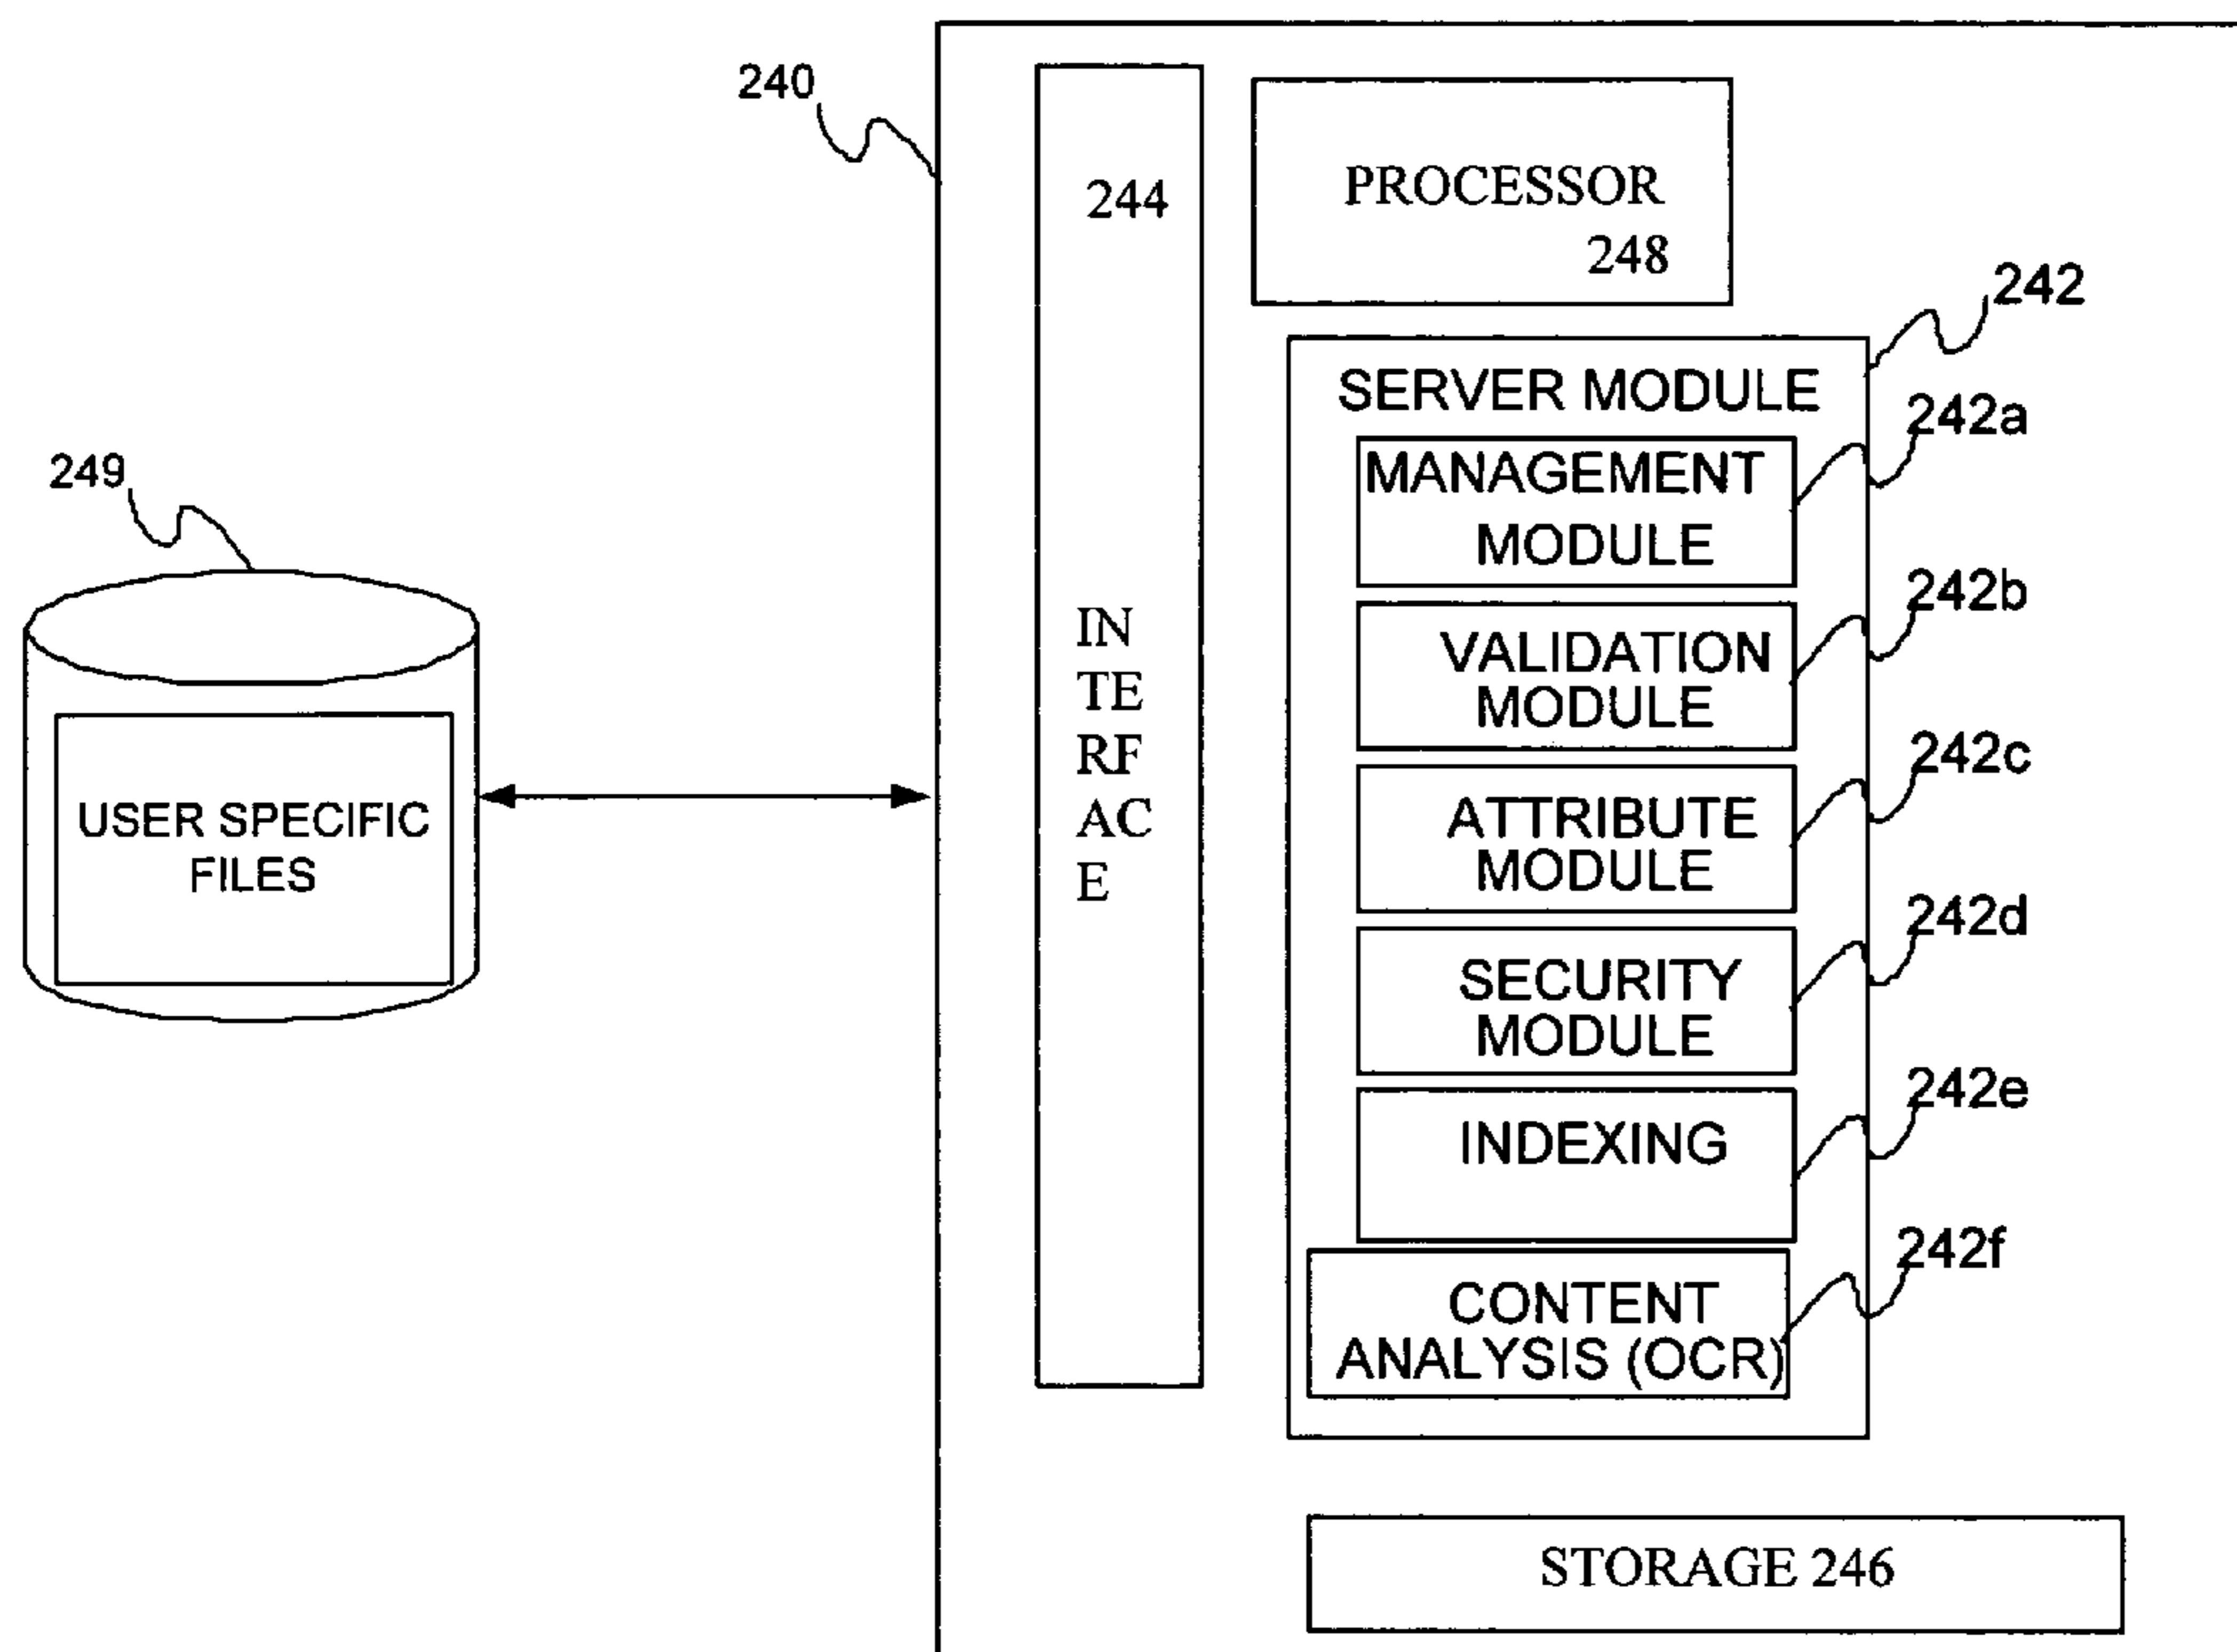 240
244
PROCESSOR
248
242
SERVER MODULE
242a
MANAGEMENT
MODULE
249
242b
VALIDATION
MODULE
IN
TE
RF
AC
E
242c
ATTRIBUTE
MODULE
USER SPECIFIC
FILES
242d
SECURITY
MODULE
242e
INDEXING
242f
CONTENT
ANALYSIS (OCR)
STORAGE 246